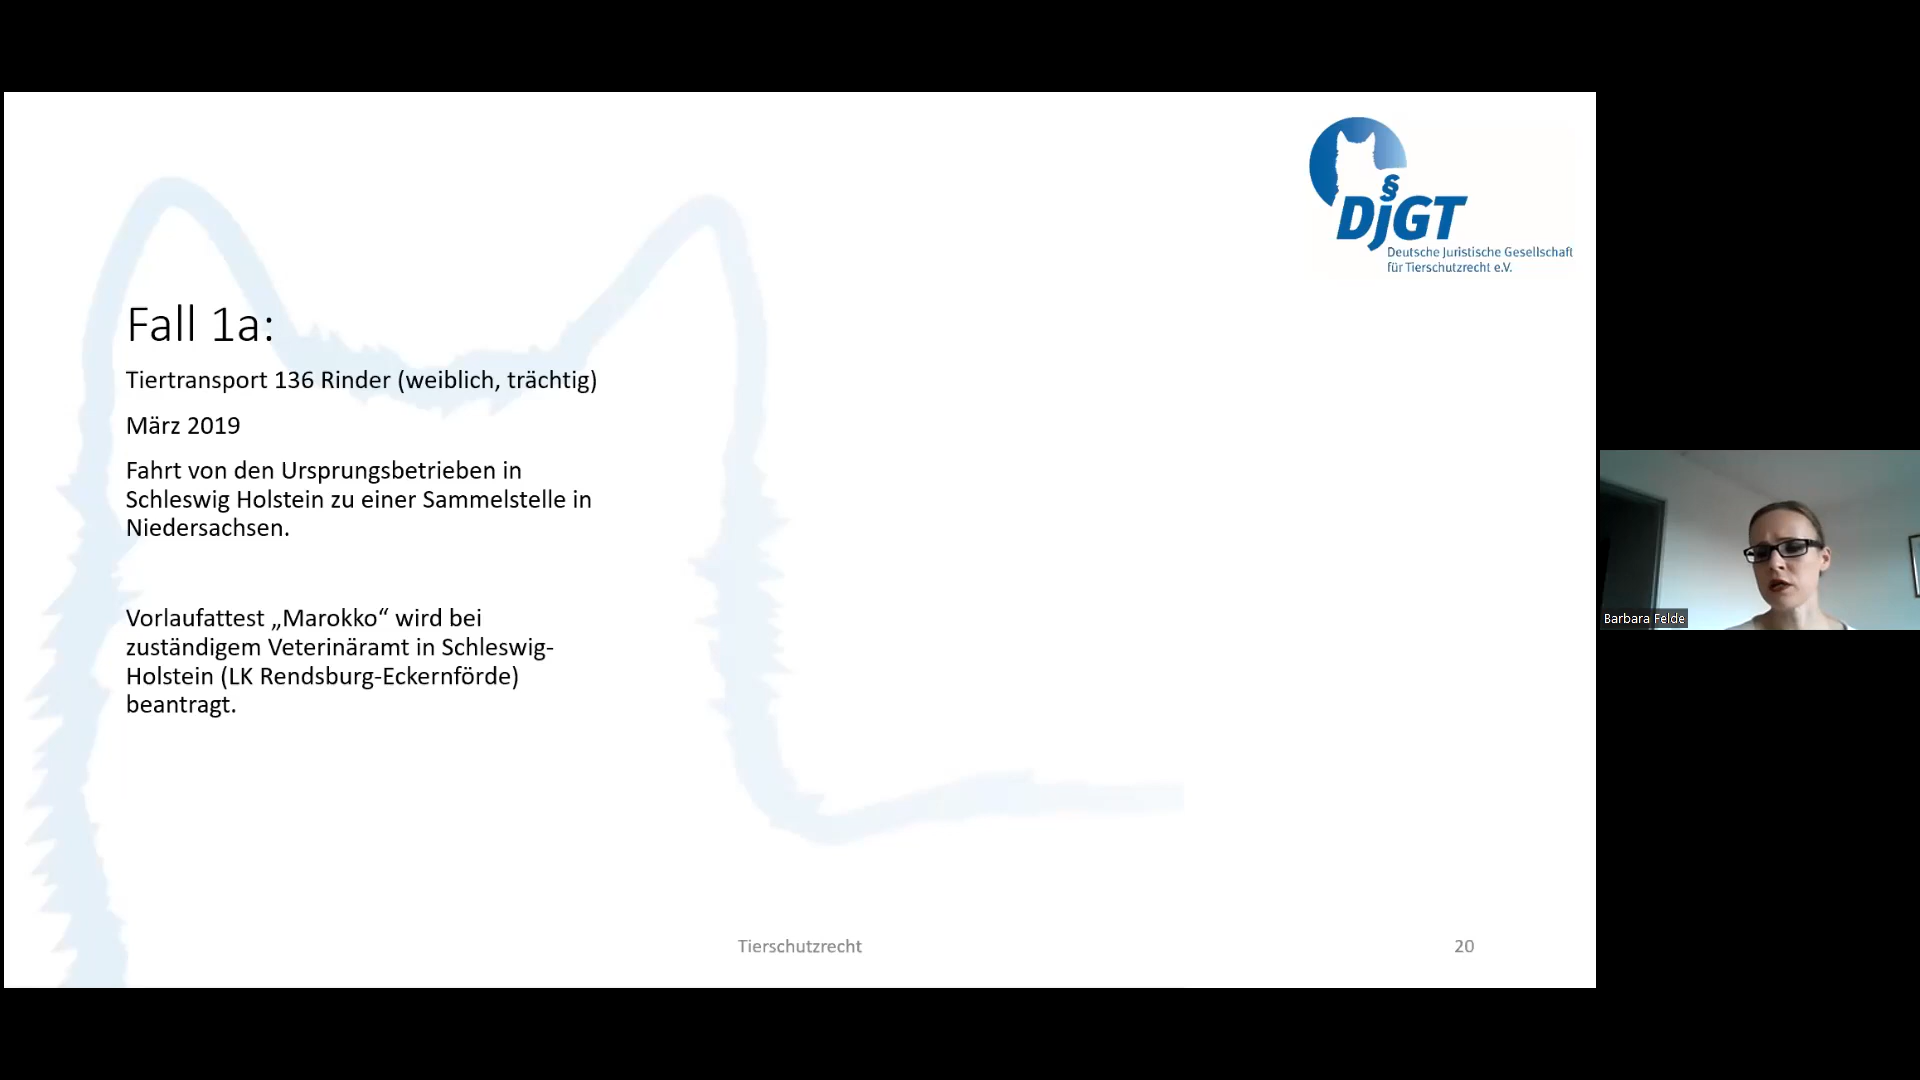 §
DJGT
Deutsche Juristische Gesellschaft
für Tierschutzrecht e.V.
Fall 1a:
Tiertransport 136 Rinder (weiblich, trächtig)
März 2019
Fahrt von den Ursprungsbetrieben in
Schleswig Holstein zu einer Sammelstelle in
Niedersachsen.
Vorlaufattest „Marokko“ wird bei
zuständigem Veterinäramt in Schleswig-
Holstein (LK Rendsburg-Eckernförde)
beantragt.
Barbara Felde
Tierschutzrecht
20